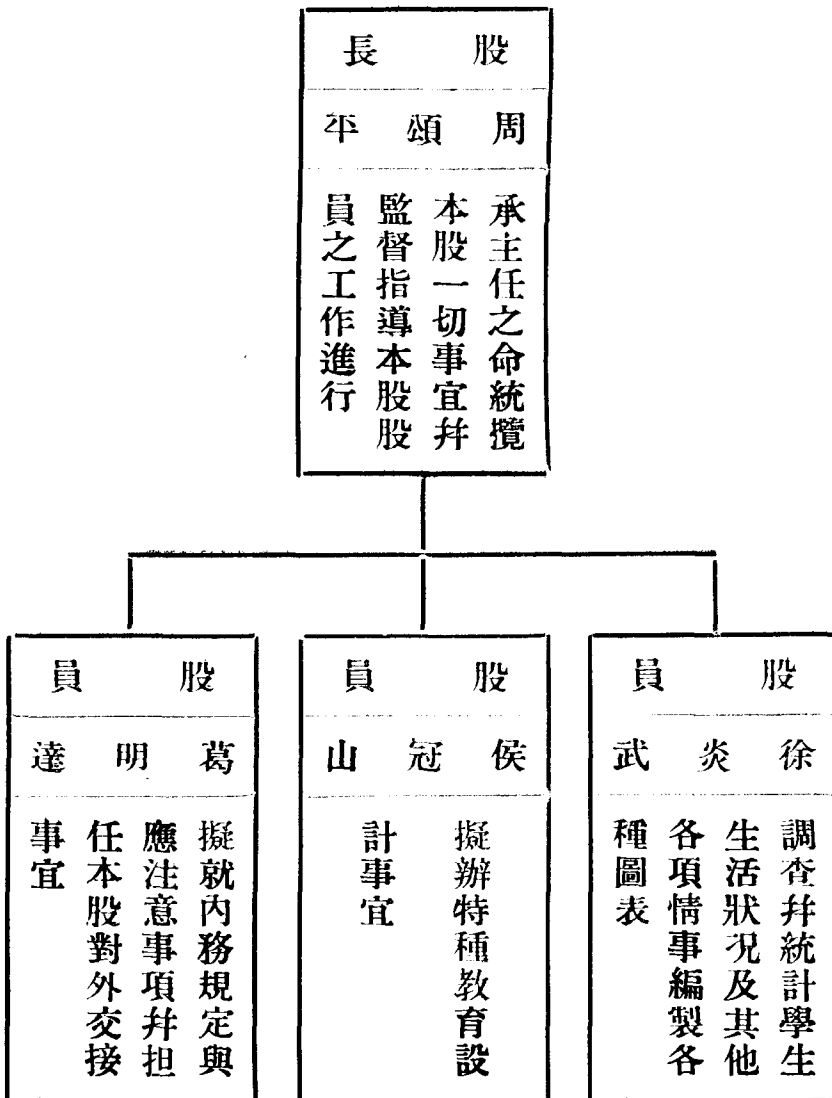 股長
周頌平
承主任之命統攬
本股一切事宜幷
監督指導本股股
員之工作進行
股員
徐炎武
調查幷統計學生
生活狀況及其他
各項情事編製各
種圖表
股員
侯冠山
擬辦特種教育設
計事宜
股員
葛明達
擬就內務規定與
應注意事項幷担
任本股對外交接
事宜